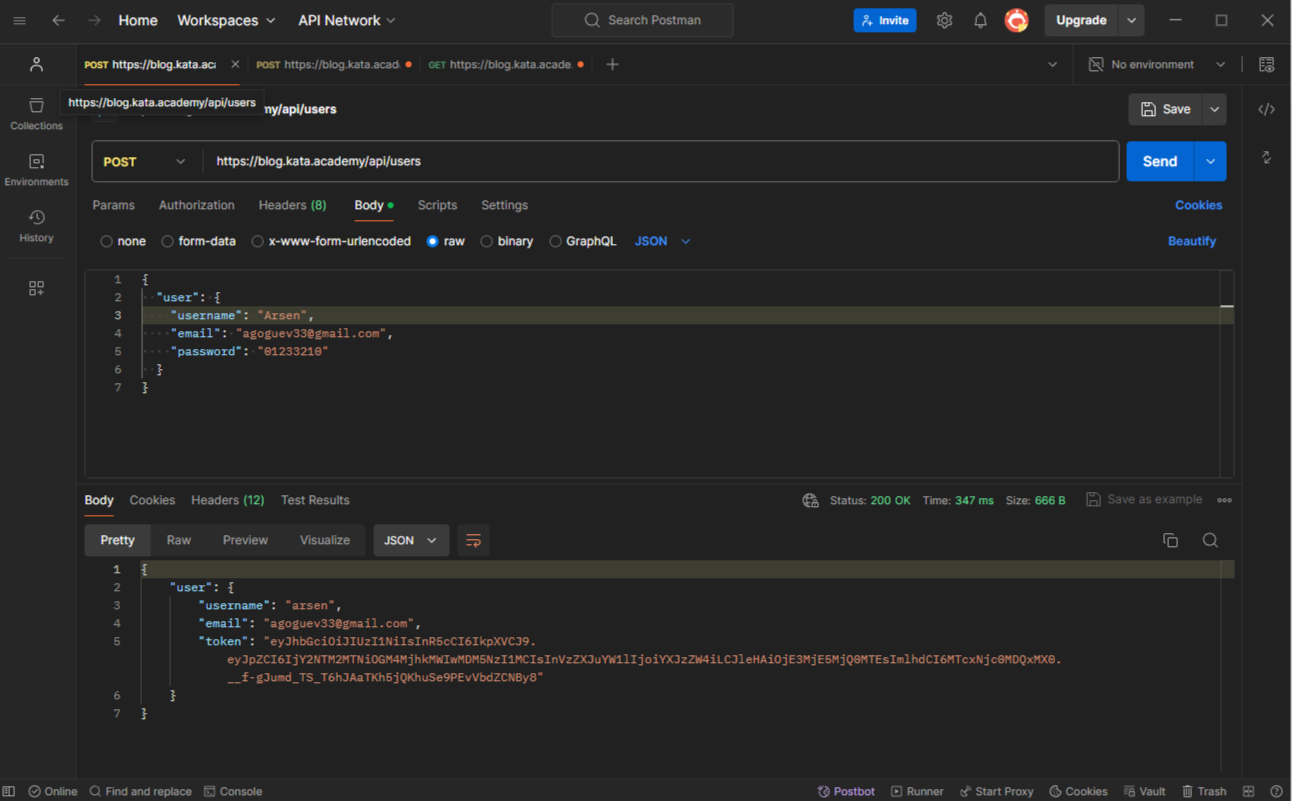 Home Workspaces API Network Search Postman Invite Upgrade
POST https://blog.kata.aca POST https://blog.kata.acad GET https://blog.kata.acade No environment
https://blog.kata.academy/api/users
my/api/users Save
Collections
POST https://blog.kata.academy/api/users Send
Environments
Params Authorization Headers (8) Body Scripts Settings Cookies
History
none form-data x-www-form-urlencoded raw binary GraphQL JSON Beautify
1 {
2 "user": {
3 "username": "Arsen",
4 "email": "agoguev33@gmail.com",
5 "password": "01233210"
6 }
7 }
Body Cookies Headers (12) Test Results Status: 200 OK Time: 347 ms Size: 666 B Save as example
Pretty Raw Preview Visualize JSON
1 {
2 "user": {
3 "username": "arsen",
4 "email": "agoguev33@gmail.com",
5 "token": "eyJhbGciOiJIUzI1NiIsInR5cCI6IkpXVCJ9.
eyJpZCI6IjY2NTM2MTNiOGM4MjhkMWIwMDM5NzI1MCIsInVzZXJuYW1lIjoiYXJzZW4iLCJleHAiOjE3MjE5MjQ0MTEsImlhdCI6MTcxNjc0MDQxMX0.
__f-gJumd_TS_T6hJAaTKh5jQKhuSe9PEvVbdZCNBy8"
6 }
7 }
Online Find and replace Console Postbot Runner Start Proxy Cookies Vault Trash